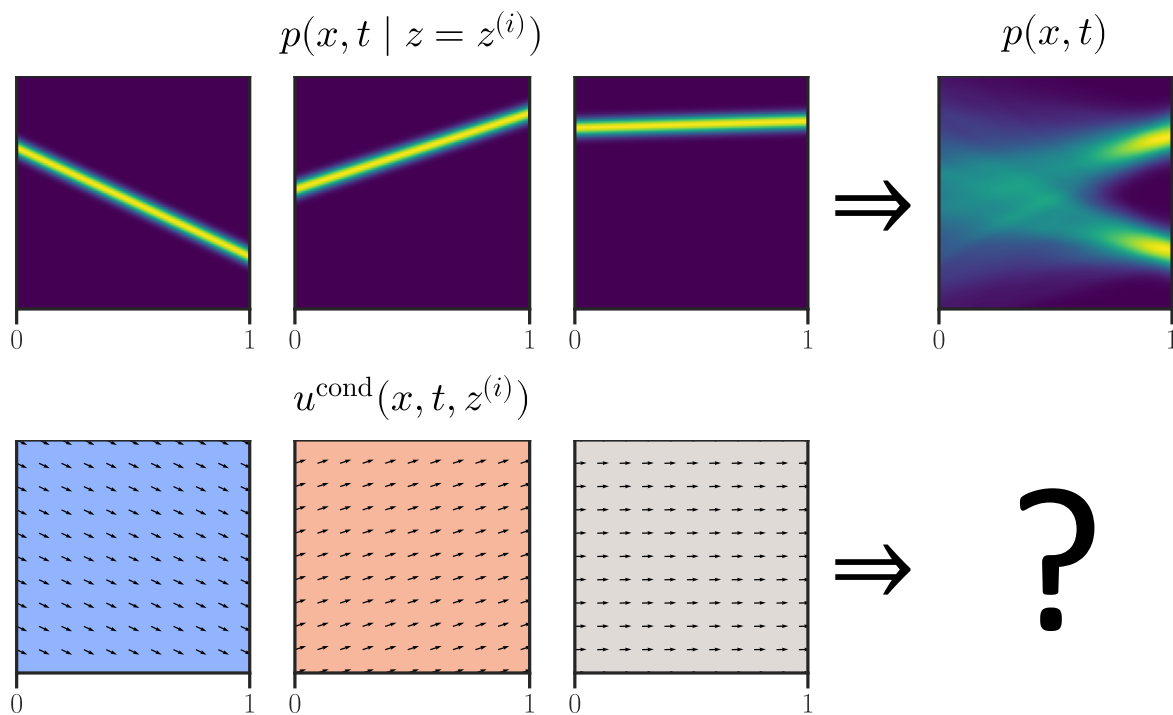 p(x, t | z = z^{(i)}) p(x, t)
0 1 0 1 0 1 ⇒ 0 1
u^{cond}(x, t, z^{(i)})
⇒ ?
0 1 0 1 0 1